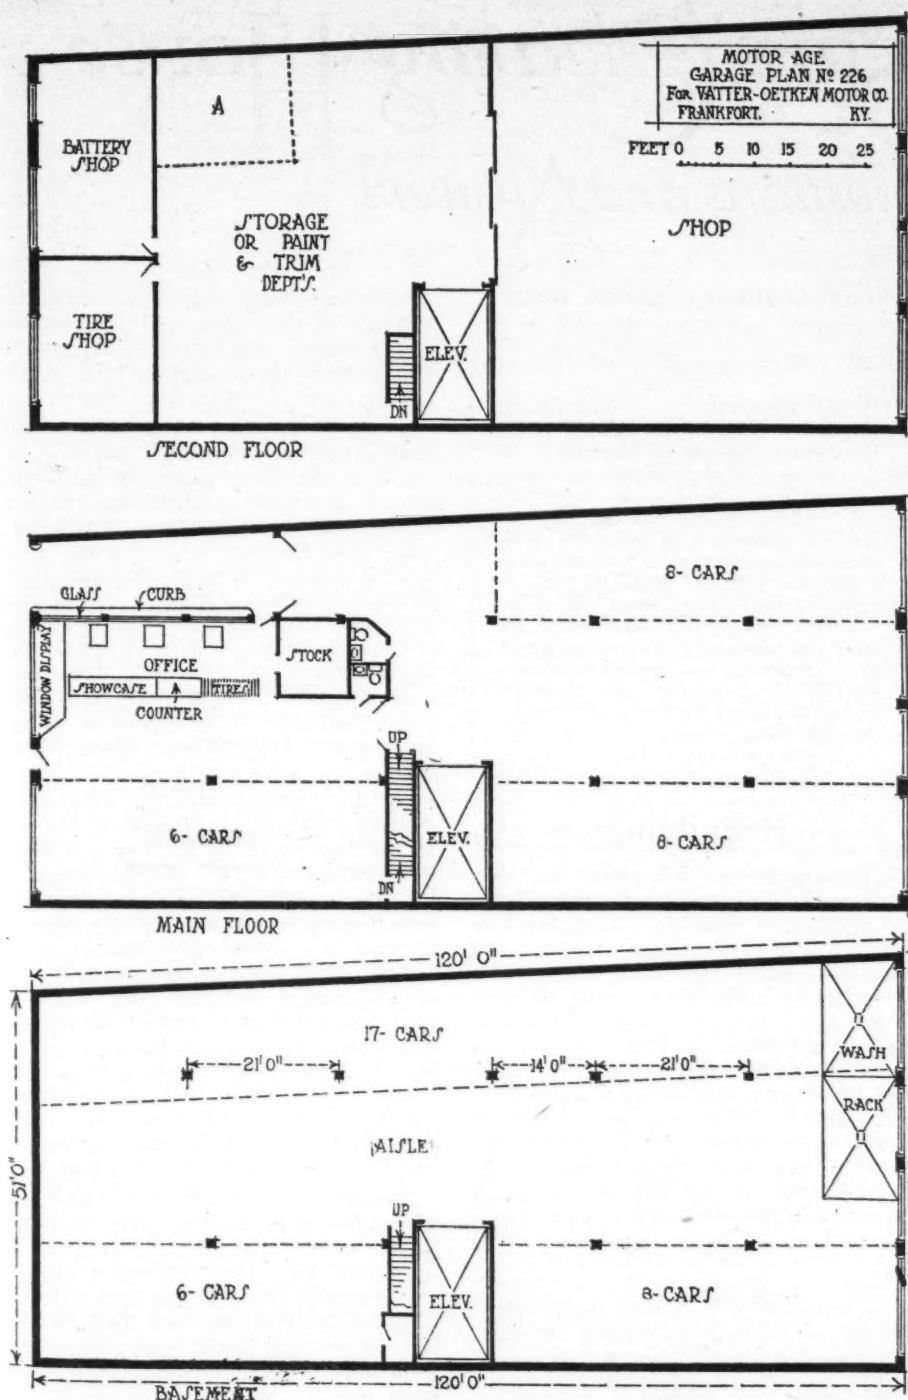 MOTOR AGE
GARAGE PLAN Nº 226
FOR VATTER-OETKEN MOTOR CO.
FRANKFORT, KY.
FEET 0 5 10 15 20 25
A
BATTERY
SHOP
STORAGE
OR PAINT
& TRIM
DEPT'S.
SHOP
TIRE
SHOP
ELEV.
DN
SECOND FLOOR
8- CARS
GLASS
CURB
WINDOW DISPLAY
OFFICE
STOCK
SHOWCASE
TIRES
COUNTER
UP
6- CARS
ELEV.
8- CARS
DN
MAIN FLOOR
120' 0"
17- CARS
21'0"
14'0"
21'0"
WASH
RACK
AISLE
51'0"
UP
6- CARS
ELEV.
8- CARS
120' 0"
BASEMENT